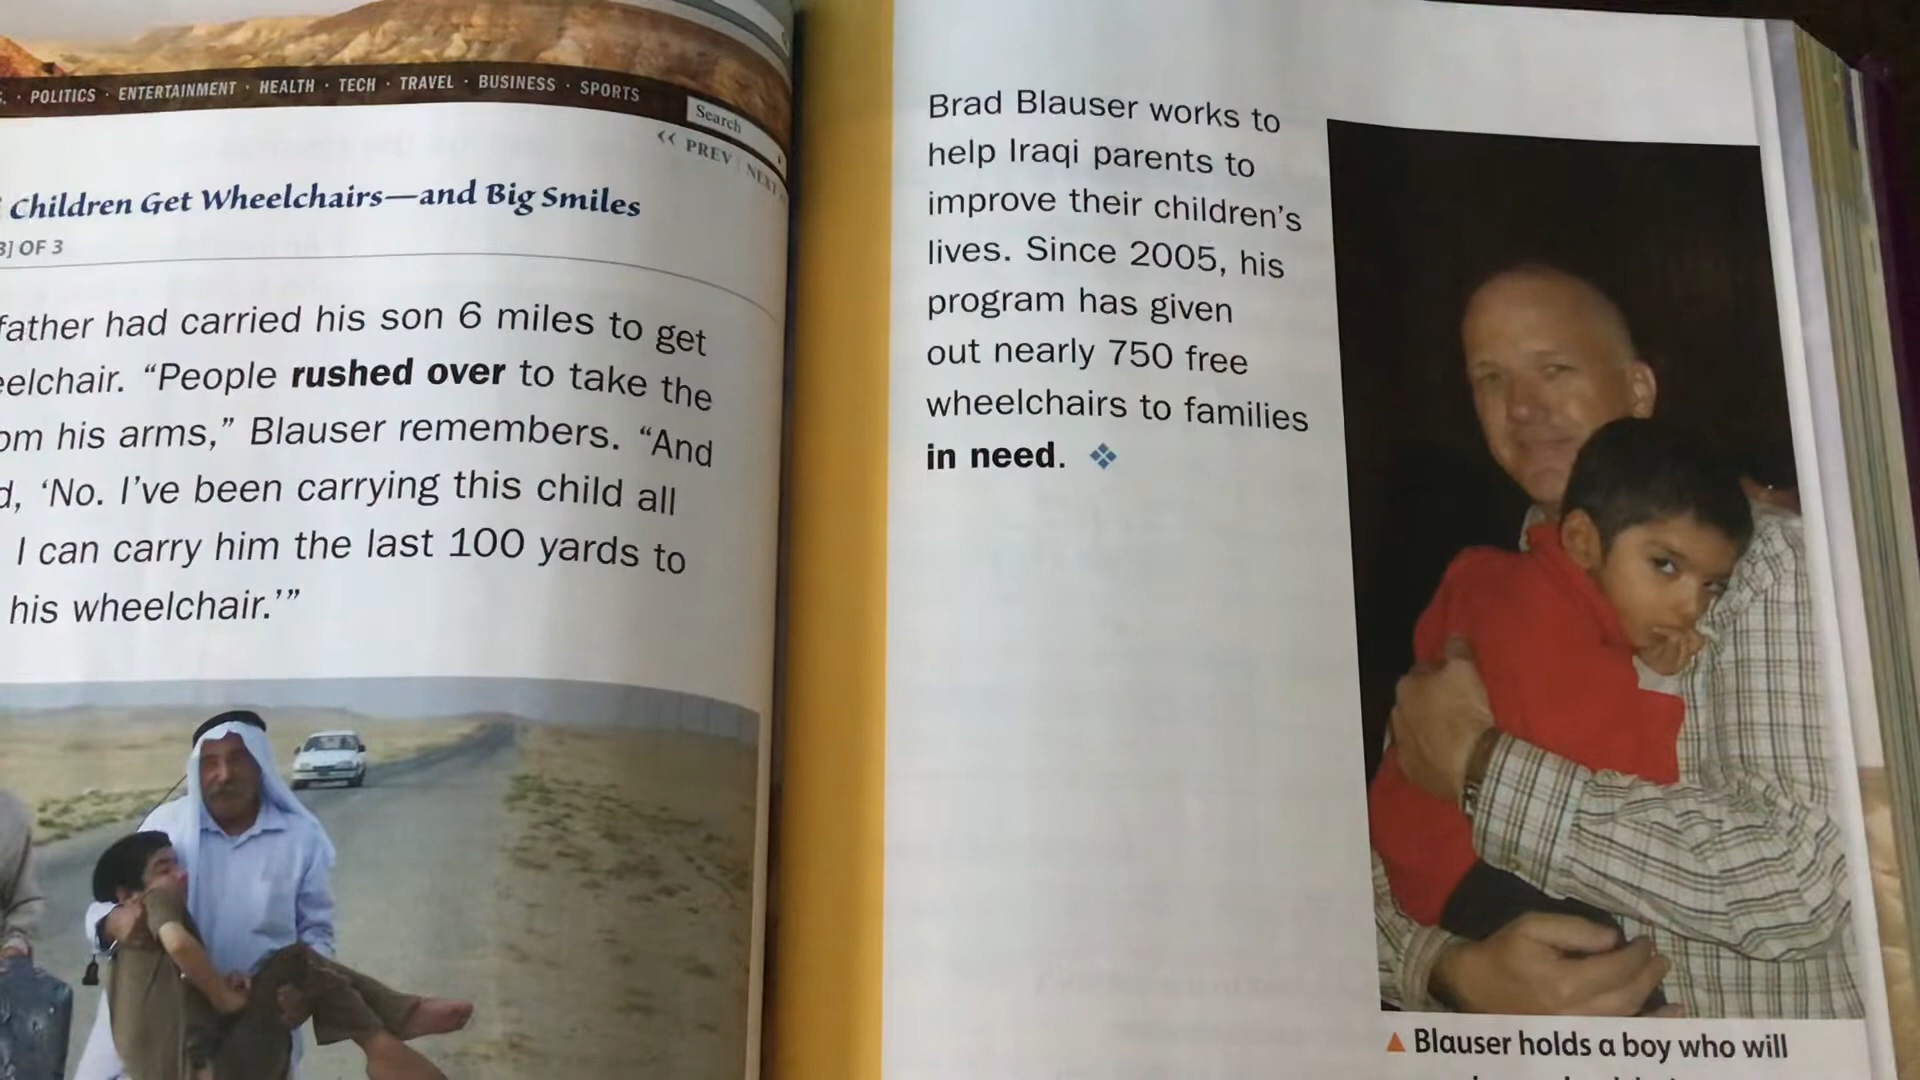 · POLITICS · ENTERTAINMENT · HEALTH · TECH · TRAVEL · BUSINESS · SPORTS
Search
<< PREV | NEXT
Children Get Wheelchairs—and Big Smiles
3] OF 3
father had carried his son 6 miles to get
eelchair. “People rushed over to take the
om his arms,” Blauser remembers. “And
d, ‘No. I’ve been carrying this child all
I can carry him the last 100 yards to
his wheelchair.’”
Brad Blauser works to
help Iraqi parents to
improve their children’s
lives. Since 2005, his
program has given
out nearly 750 free
wheelchairs to families
in need.
Blauser holds a boy who will